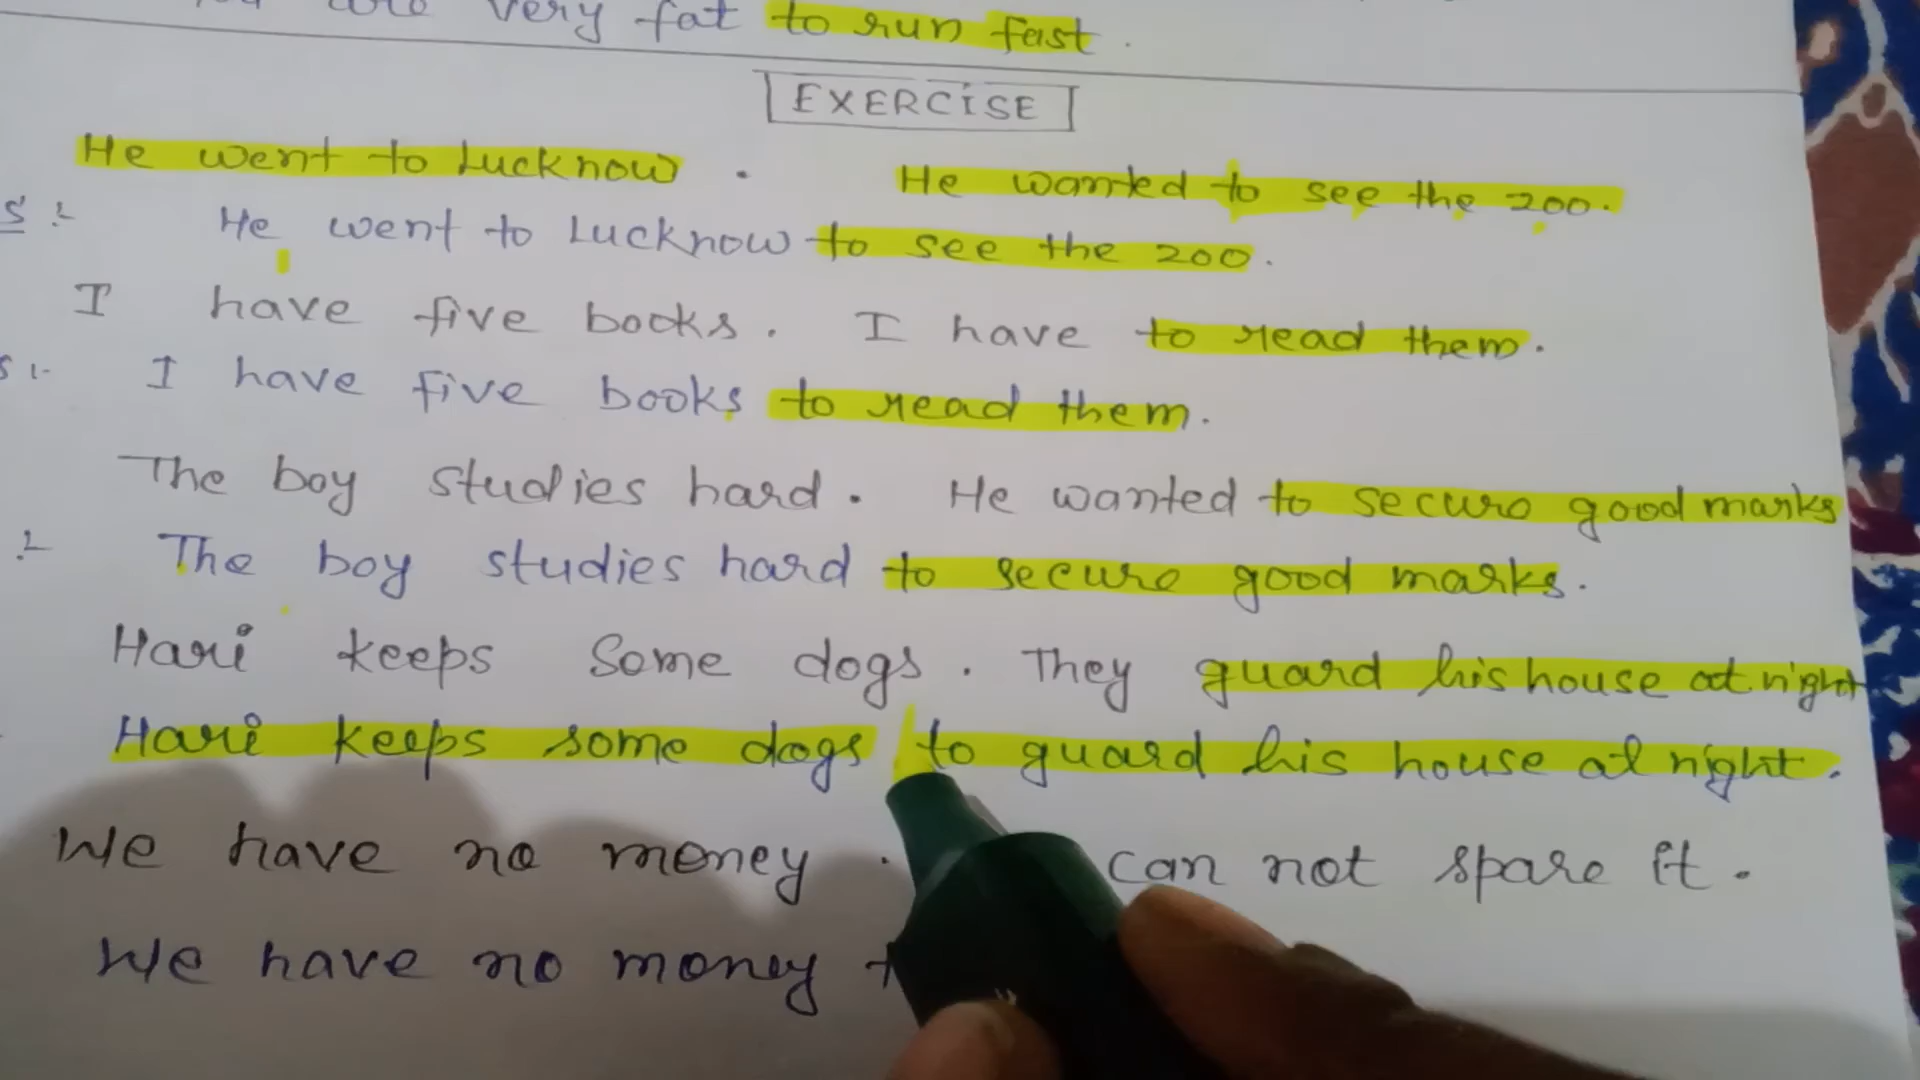 are very fat to run fast.
EXERCISE
He went to Lucknow. He wanted to see the zoo.
S:- He went to Lucknow to see the zoo.
I have five books. I have to read them.
S:- I have five books to read them.
The boy studies hard. He wanted to secure good marks
:- The boy studies hard to secure good marks.
Hari keeps some dogs. They guard his house at night
Hari keeps some dogs to guard his house at night.
We have no money. can not spare it.
We have no money